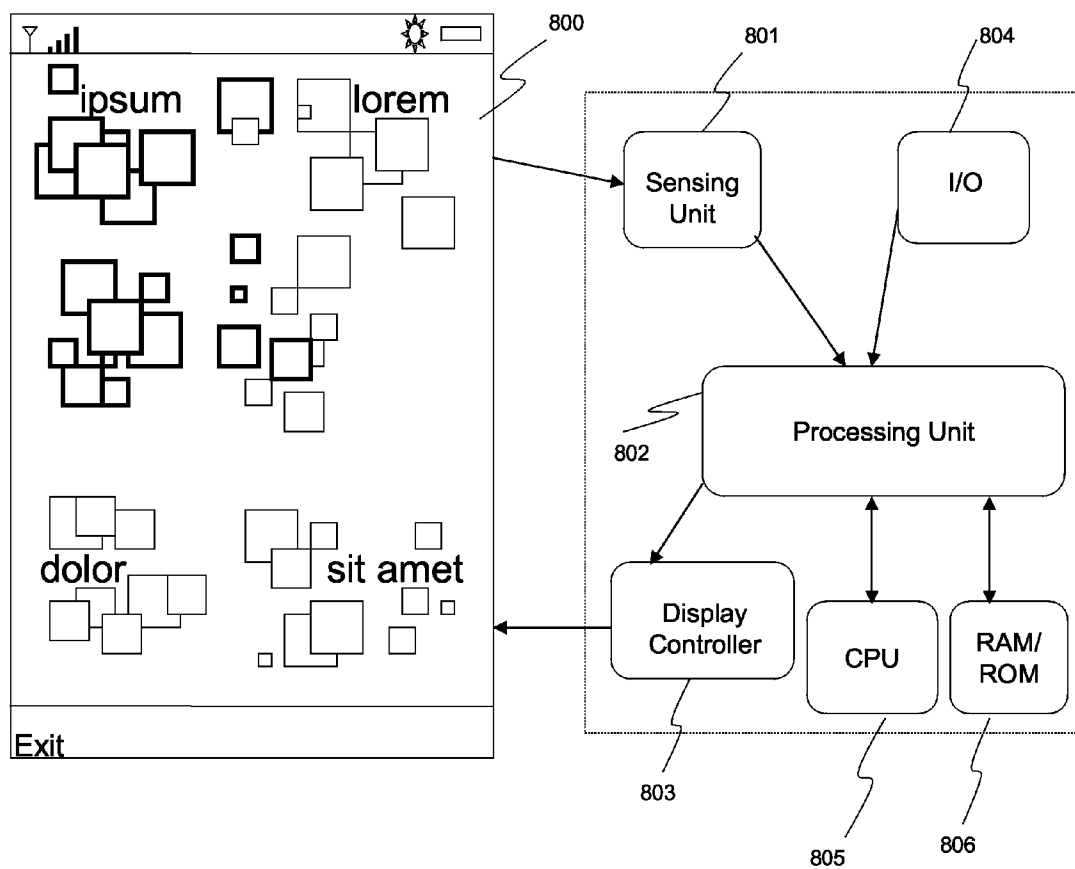 800
801
804
ipsum
lorem
Sensing
Unit
I/O
802
Processing Unit
dolor
sit amet
Display
Controller
CPU
RAM/
ROM
Exit
803
805
806